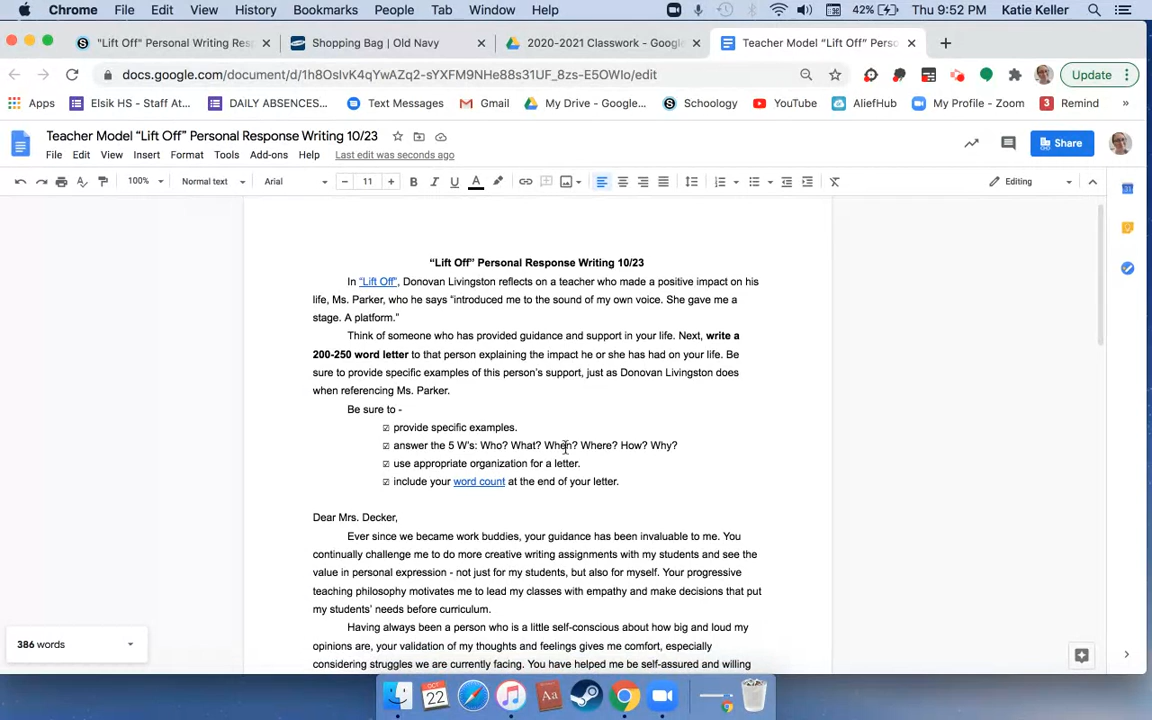 Chrome File Edit View History Bookmarks People Tab Window Help 42% Thu 9:52 PM Katie Keller
"Lift Off" Personal Writing Res Shopping Bag | Old Navy 2020-2021 Classwork - Google Teacher Model “Lift Off” Perso
docs.google.com/document/d/1h8OsIvK4qYwAZq2-sYXFM9NHe88s31UF_8zs-E5OWIo/edit Update
Apps Elsik HS - Staff At... DAILY ABSENCES... Text Messages Gmail My Drive - Google... Schoology YouTube AliefHub My Profile - Zoom 3 Remind »
Teacher Model “Lift Off” Personal Response Writing 10/23 Share
File Edit View Insert Format Tools Add-ons Help Last edit was seconds ago
100% Normal text Arial 11 B I U A Editing
“Lift Off” Personal Response Writing 10/23
In “Lift Off”, Donovan Livingston reflects on a teacher who made a positive impact on his
life, Ms. Parker, who he says “introduced me to the sound of my own voice. She gave me a
stage. A platform.”
Think of someone who has provided guidance and support in your life. Next, write a
200-250 word letter to that person explaining the impact he or she has had on your life. Be
sure to provide specific examples of this person’s support, just as Donovan Livingston does
when referencing Ms. Parker.
Be sure to -
☑ provide specific examples.
☑ answer the 5 W’s: Who? What? When? Where? How? Why?
☑ use appropriate organization for a letter.
☑ include your word count at the end of your letter.
Dear Mrs. Decker,
Ever since we became work buddies, your guidance has been invaluable to me. You
continually challenge me to do more creative writing assignments with my students and see the
value in personal expression - not just for my students, but also for myself. Your progressive
teaching philosophy motivates me to lead my classes with empathy and make decisions that put
my students’ needs before curriculum.
Having always been a person who is a little self-conscious about how big and loud my
opinions are, your validation of my thoughts and feelings gives me comfort, especially
considering struggles we are currently facing. You have helped me be self-assured and willing
386 words
OCT
22
Aa